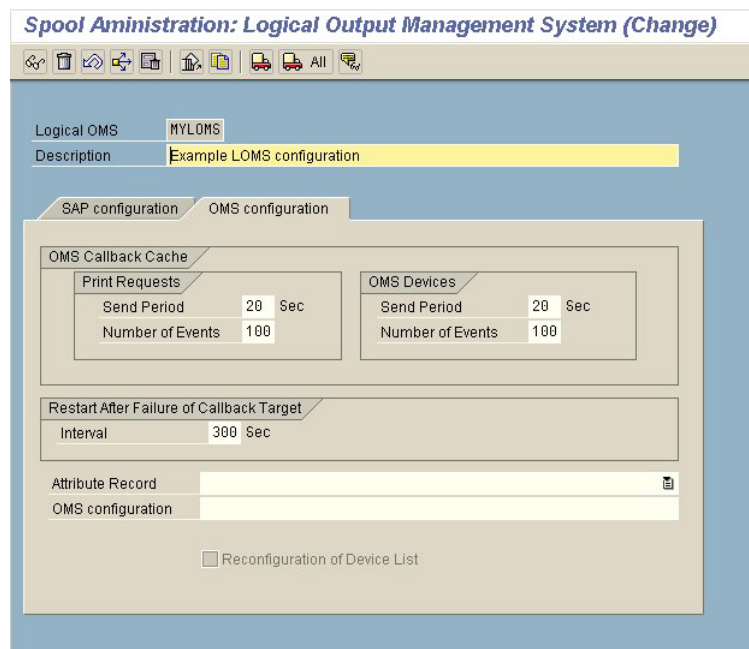 Spool Aministration: Logical Output Management System (Change)
All
Logical OMS MYLOMS
Description Example LOMS configuration
SAP configuration OMS configuration
OMS Callback Cache
Print Requests OMS Devices
Send Period 20 Sec Send Period 20 Sec
Number of Events 100 Number of Events 100
Restart After Failure of Callback Target
Interval 300 Sec
Attribute Record
OMS configuration
Reconfiguration of Device List